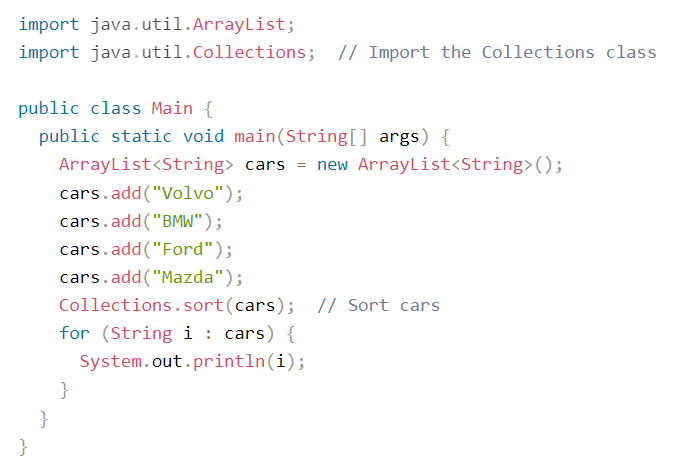 import java.util.ArrayList;
import java.util.Collections;  // Import the Collections class

public class Main {
  public static void main(String[] args) {
    ArrayList<String> cars = new ArrayList<String>();
    cars.add("Volvo");
    cars.add("BMW");
    cars.add("Ford");
    cars.add("Mazda");
    Collections.sort(cars);  // Sort cars
    for (String i : cars) {
      System.out.println(i);
    }
  }
}